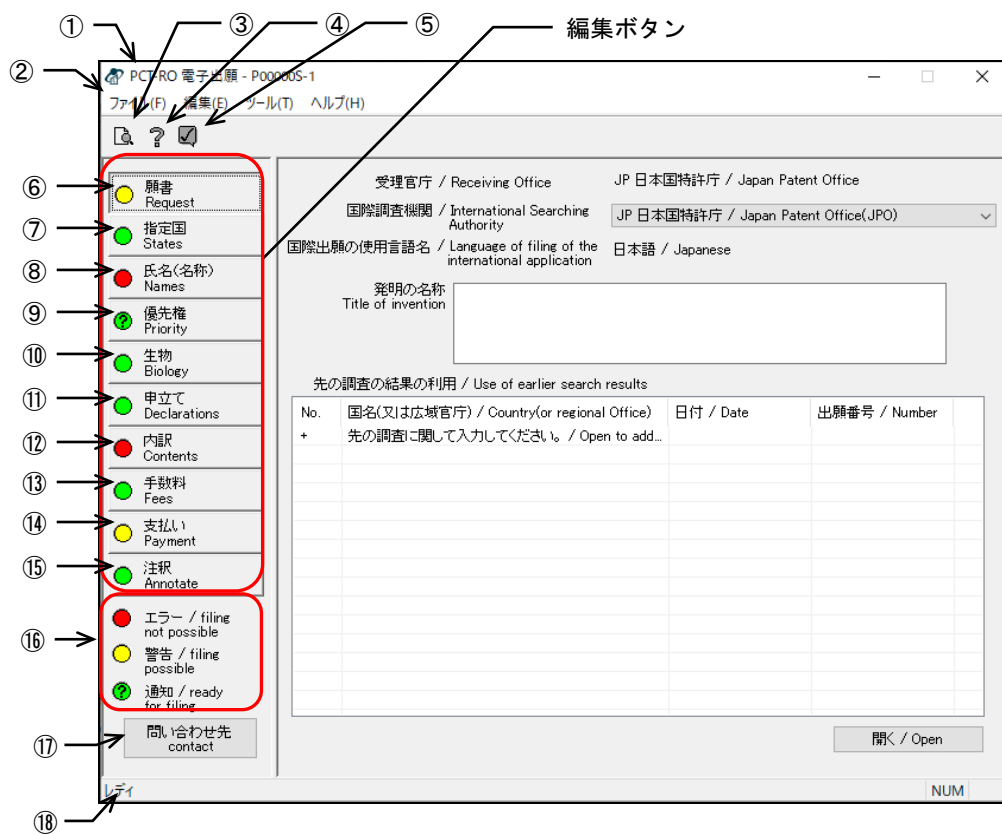 ① ③ ④ ⑤ 編集ボタン
②
PCT-RO 電子出願 - P00000S-1
ファイル(F) 編集(E) ツール(T) ヘルプ(H)
⑥ 願書
Request
⑦ 指定国
States
⑧ 氏名(名称)
Names
⑨ 優先権
Priority
⑩ 生物
Biology
⑪ 申立て
Declarations
⑫ 内訳
Contents
⑬ 手数料
Fees
⑭ 支払い
Payment
⑮ 注釈
Annotate
⑯
エラー / filing
not possible
警告 / filing
possible
通知 / ready
for filing
⑰ 問い合わせ先
contact
⑱ レディ
受理官庁 / Receiving Office JP 日本国特許庁 / Japan Patent Office
国際調査機関 / International Searching
Authority
JP 日本国特許庁 / Japan Patent Office(JPO)
国際出願の使用言語名 / Language of filing of the
international application
日本語 / Japanese
発明の名称
Title of invention
先の調査の結果の利用 / Use of earlier search results
No. 国名(又は広域官庁) / Country(or regional Office) 日付 / Date 出願番号 / Number
+ 先の調査に関して入力してください。 / Open to add...
開く / Open
NUM